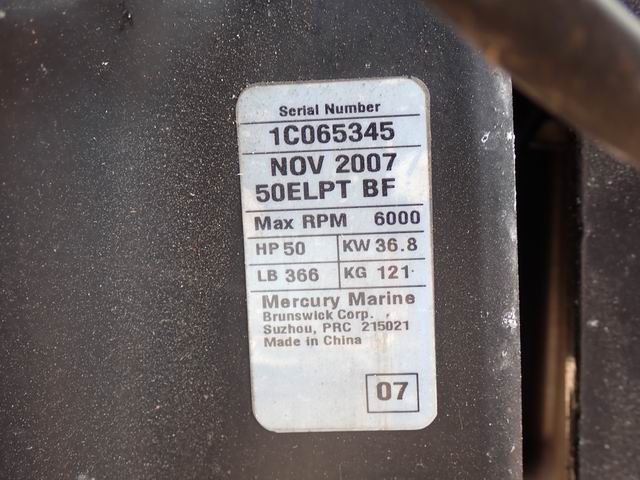 Serial Number
1C065345
NOV 2007
50ELPT BF
Max RPM 6000
HP 50 KW 36.8
LB 366 KG 121
Mercury Marine
Brunswick Corp.
Suzhou, PRC 215021
Made in China
07